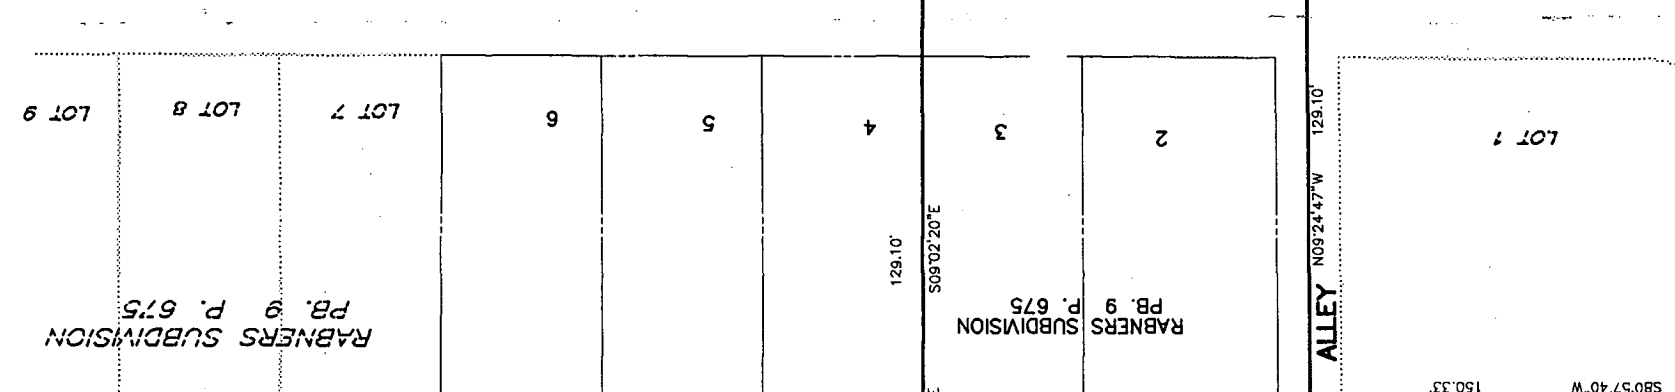 LOT 9
LOT 8
LOT 7
6
5
4
3
2
LOT 1
129.10'
S09°02'20"E
N09°24'47"W 129.10'
ALLEY
RABNERS SUBDIVISION
PB. 9 P. 675
RABNERS SUBDIVISION
PB. 9 P. 675
S80°57'40"W 150.33'